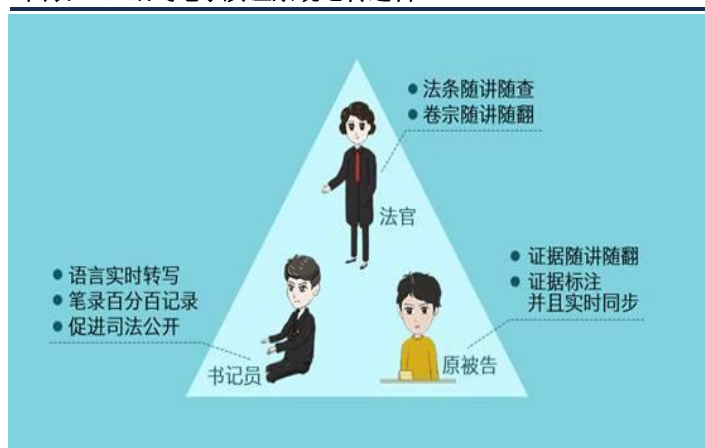 法条随讲随查
卷宗随讲随翻
法官
语言实时转写
笔录百分百记录
促进司法公开
书记员
证据随讲随翻
证据标注
并且实时同步
原被告